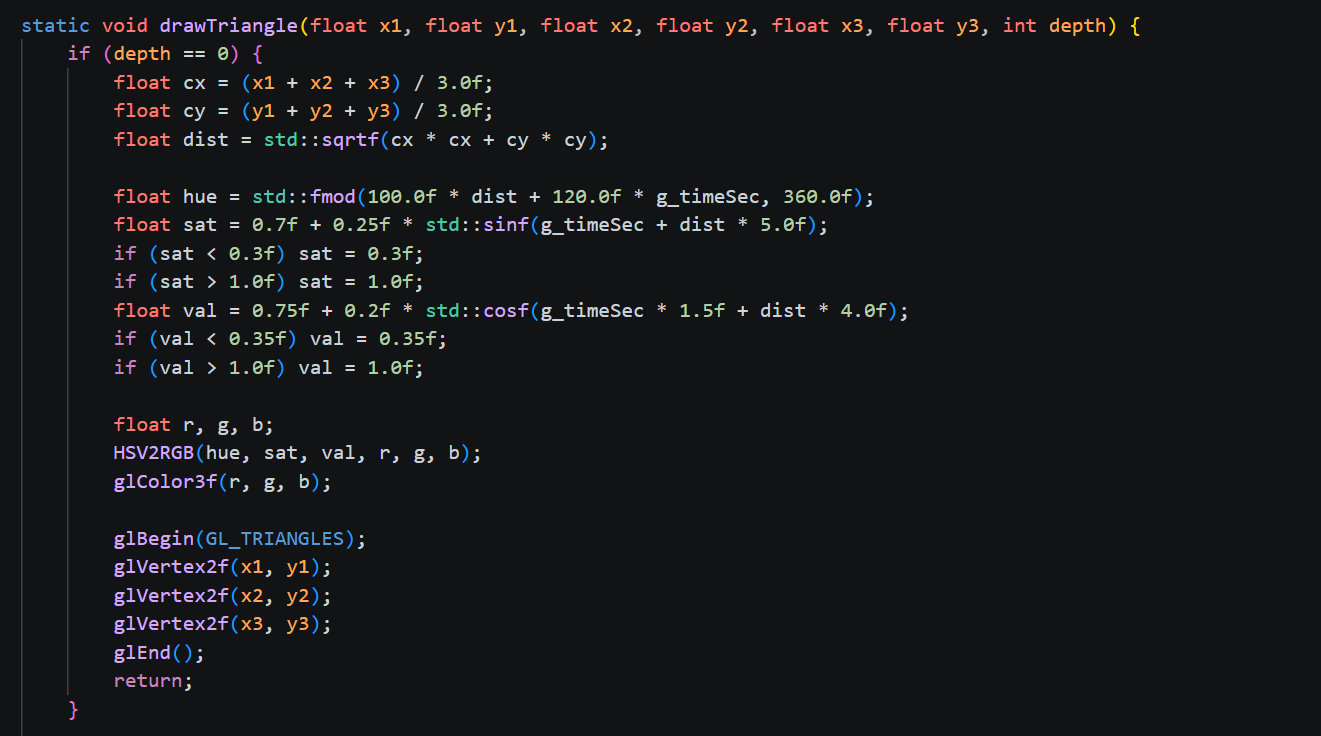 static void drawTriangle(float x1, float y1, float x2, float y2, float x3, float y3, int depth) {
    if (depth == 0) {
        float cx = (x1 + x2 + x3) / 3.0f;
        float cy = (y1 + y2 + y3) / 3.0f;
        float dist = std::sqrtf(cx * cx + cy * cy);

        float hue = std::fmod(100.0f * dist + 120.0f * g_timeSec, 360.0f);
        float sat = 0.7f + 0.25f * std::sinf(g_timeSec + dist * 5.0f);
        if (sat < 0.3f) sat = 0.3f;
        if (sat > 1.0f) sat = 1.0f;
        float val = 0.75f + 0.2f * std::cosf(g_timeSec * 1.5f + dist * 4.0f);
        if (val < 0.35f) val = 0.35f;
        if (val > 1.0f) val = 1.0f;

        float r, g, b;
        HSV2RGB(hue, sat, val, r, g, b);
        glColor3f(r, g, b);

        glBegin(GL_TRIANGLES);
        glVertex2f(x1, y1);
        glVertex2f(x2, y2);
        glVertex2f(x3, y3);
        glEnd();
        return;
    }